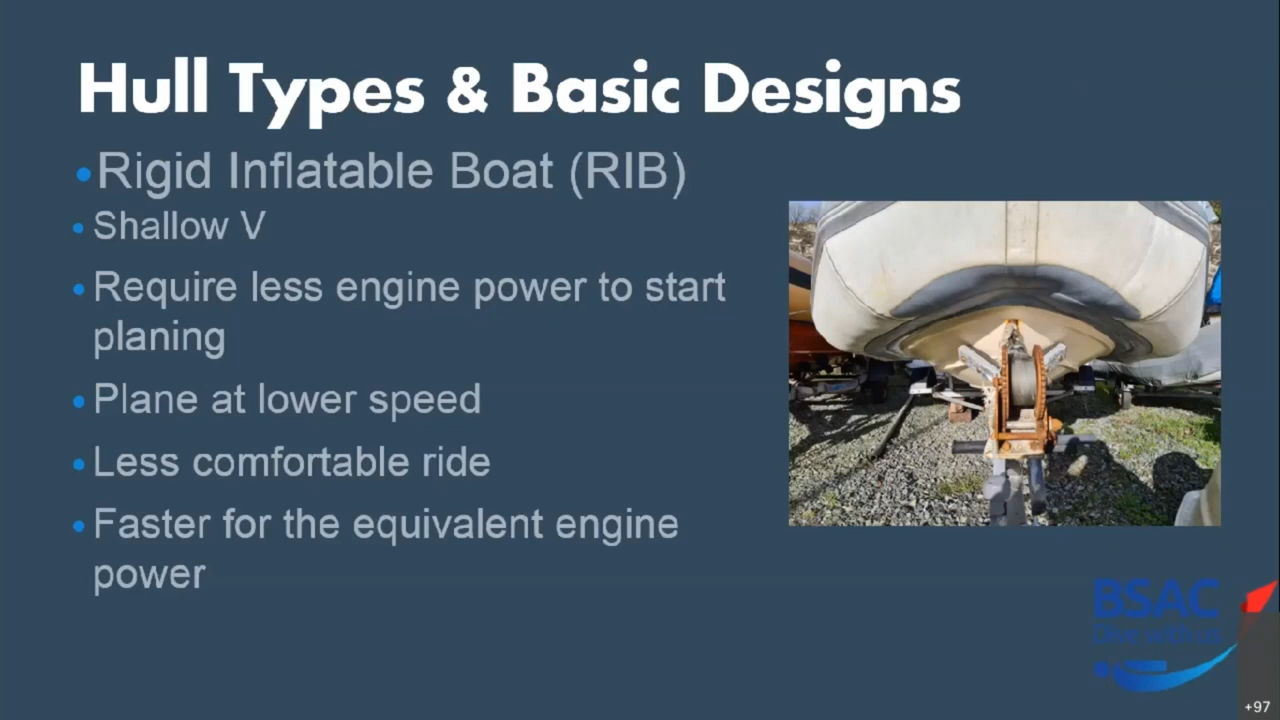 Hull Types & Basic Designs
•Rigid Inflatable Boat (RIB)
•Shallow V
•Require less engine power to start
planing
•Plane at lower speed
•Less comfortable ride
•Faster for the equivalent engine
power
BSAC
Dive with us
+97